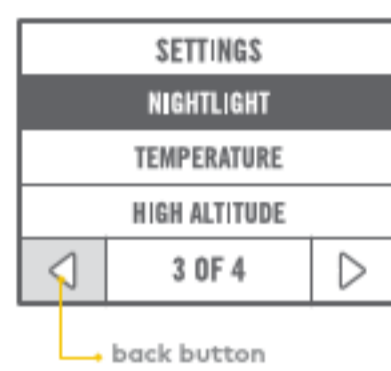 SETTINGS
NIGHTLIGHT
TEMPERATURE
HIGH ALTITUDE
3 OF 4
back button